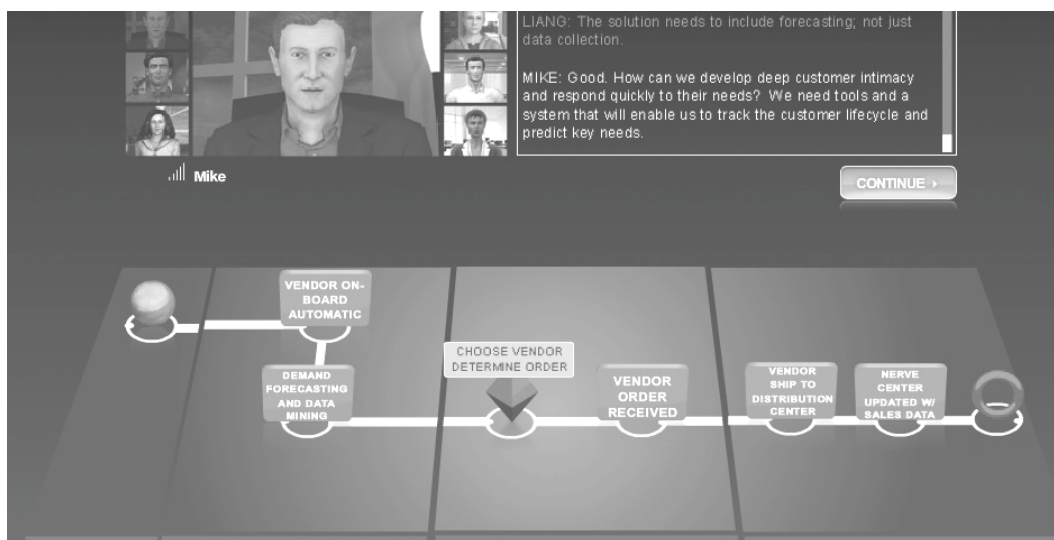 LIANG: The solution needs to include forecasting; not just
data collection.
MIKE: Good. How can we develop deep customer intimacy
and respond quickly to their needs? We need tools and a
system that will enable us to track the customer lifecycle and
predict key needs.
Mike
CONTINUE
VENDOR ON-
BOARD
AUTOMATIC
DEMAND
FORECASTING
AND DATA
MINING
CHOOSE VENDOR
DETERMINE ORDER
VENDOR
ORDER
RECEIVED
VENDOR
SHIP TO
DISTRIBUTION
CENTER
NERVE
CENTER
UPDATED W/
SALES DATA